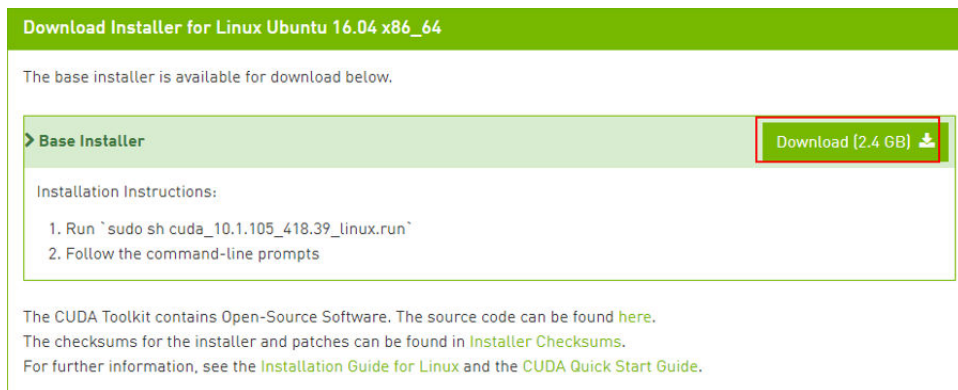 Download Installer for Linux Ubuntu 16.04 x86_64
The base installer is available for download below.
Base Installer
Download (2.4 GB)
Installation Instructions:
1. Run `sudo sh cuda_10.1.105_418.39_linux.run`
2. Follow the command-line prompts
The CUDA Toolkit contains Open-Source Software. The source code can be found here.
The checksums for the installer and patches can be found in Installer Checksums.
For further information, see the Installation Guide for Linux and the CUDA Quick Start Guide.